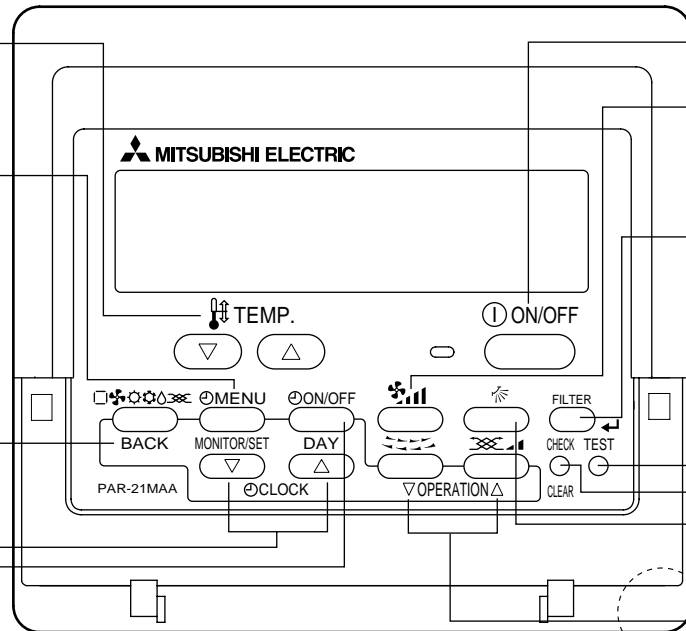 MITSUBISHI ELECTRIC
TEMP.
ON/OFF
MENU
ON/OFF
FILTER
BACK
MONITOR/SET
DAY
CHECK
TEST
PAR-21MAA
CLOCK
▽OPERATION△
CLEAR